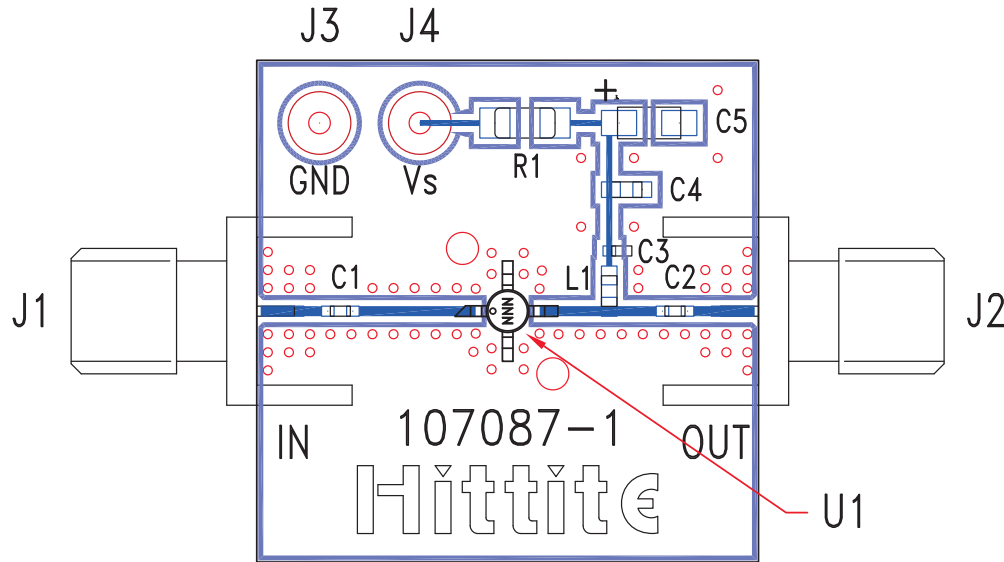 J3 J4
+
C5
GND Vs R1
C4
C3
C1 L1 C2
J1 NNN J2
107087-1
IN OUT
Hittite
U1